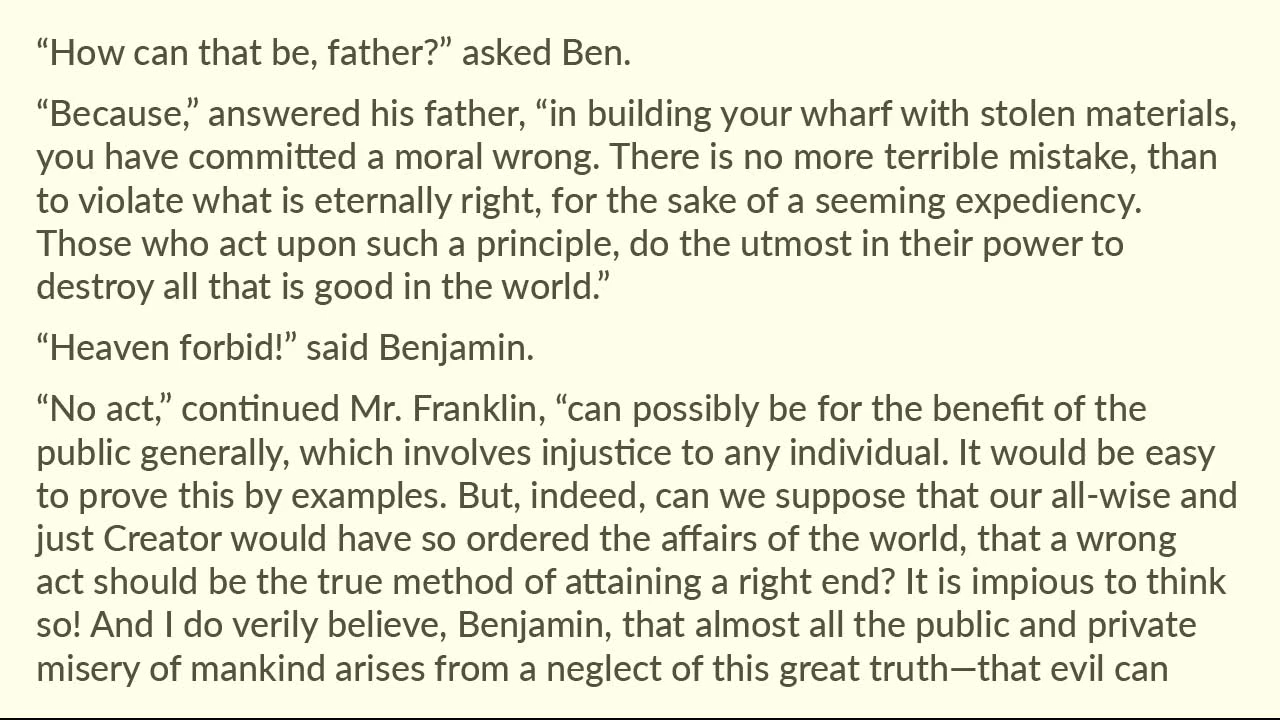 “How can that be, father?” asked Ben.
“Because,” answered his father, “in building your wharf with stolen materials,
you have committed a moral wrong. There is no more terrible mistake, than
to violate what is eternally right, for the sake of a seeming expediency.
Those who act upon such a principle, do the utmost in their power to
destroy all that is good in the world.”
“Heaven forbid!” said Benjamin.
“No act,” continued Mr. Franklin, “can possibly be for the benefit of the
public generally, which involves injustice to any individual. It would be easy
to prove this by examples. But, indeed, can we suppose that our all-wise and
just Creator would have so ordered the affairs of the world, that a wrong
act should be the true method of attaining a right end? It is impious to think
so! And I do verily believe, Benjamin, that almost all the public and private
misery of mankind arises from a neglect of this great truth—that evil can